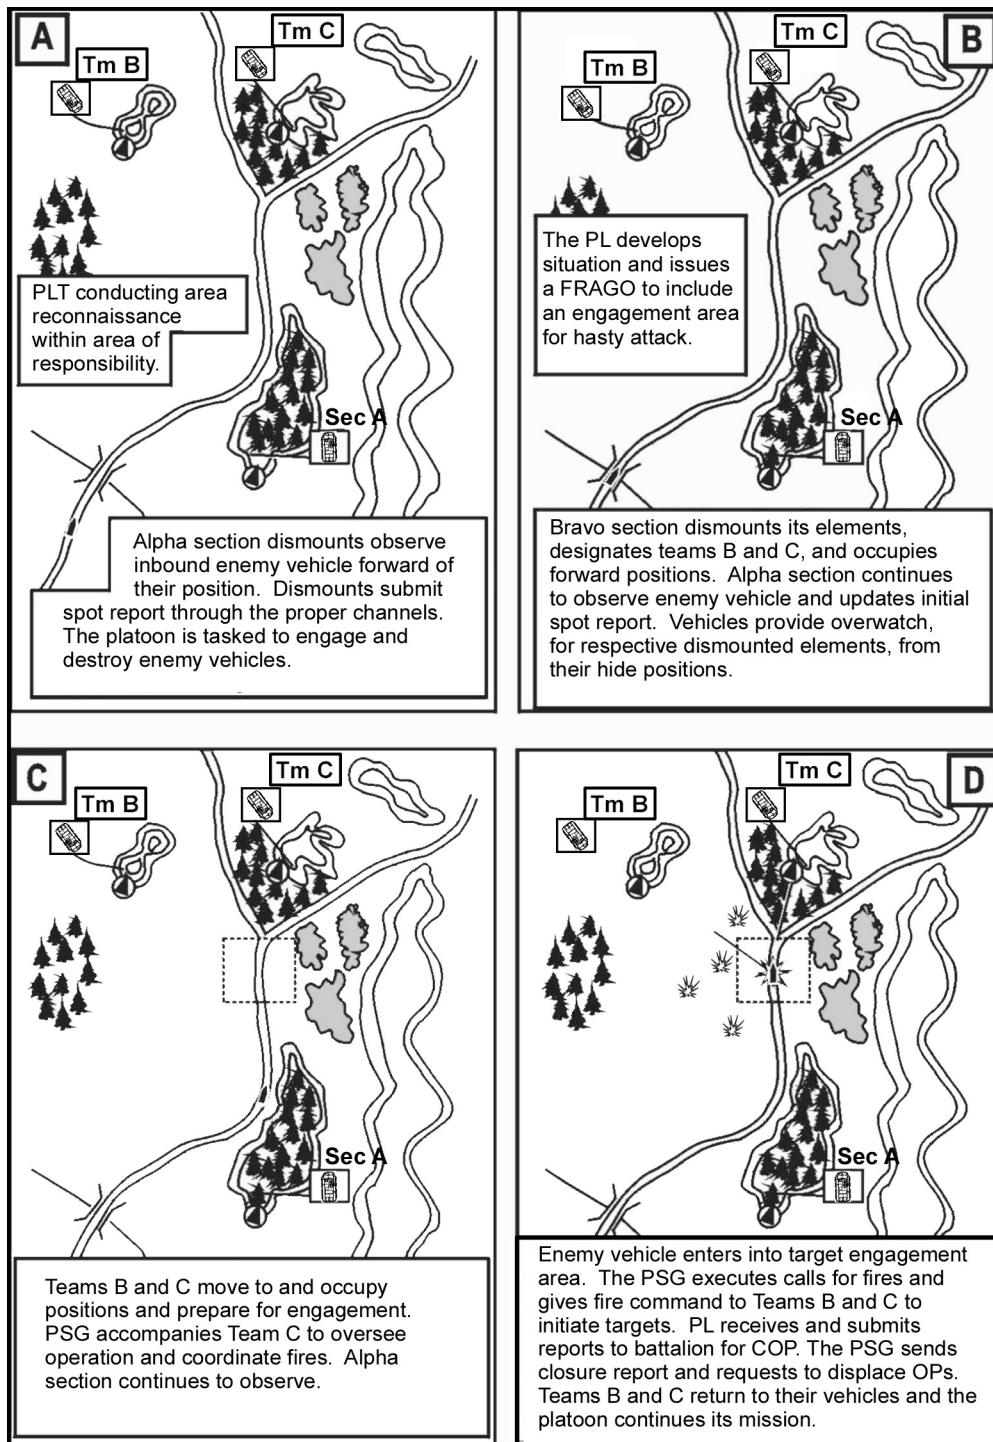 A
Tm C
Tm B
PLT conducting area
reconnaissance
within area of
responsibility.
Sec A
Alpha section dismounts observe
inbound enemy vehicle forward of
their position.  Dismounts submit
spot report through the proper channels.
The platoon is tasked to engage and
destroy enemy vehicles.
B
Tm C
Tm B
The PL develops
situation and issues
a FRAGO to include
an engagement area
for hasty attack.
Sec A
Bravo section dismounts its elements,
designates teams B and C, and occupies
forward positions.  Alpha section continues
to observe enemy vehicle and updates initial
spot report.  Vehicles provide overwatch,
for respective dismounted elements, from
their hide positions.
C
Tm C
Tm B
Sec A
Teams B and C move to and occupy
positions and prepare for engagement.
PSG accompanies Team C to oversee
operation and coordinate fires.  Alpha
section continues to observe.
D
Tm C
Tm B
Sec A
Enemy vehicle enters into target engagement
area.  The PSG executes calls for fires and
gives fire command to Teams B and C to
initiate targets.  PL receives and submits
reports to battalion for COP. The PSG sends
closure report and requests to displace OPs.
Teams B and C return to their vehicles and the
platoon continues its mission.